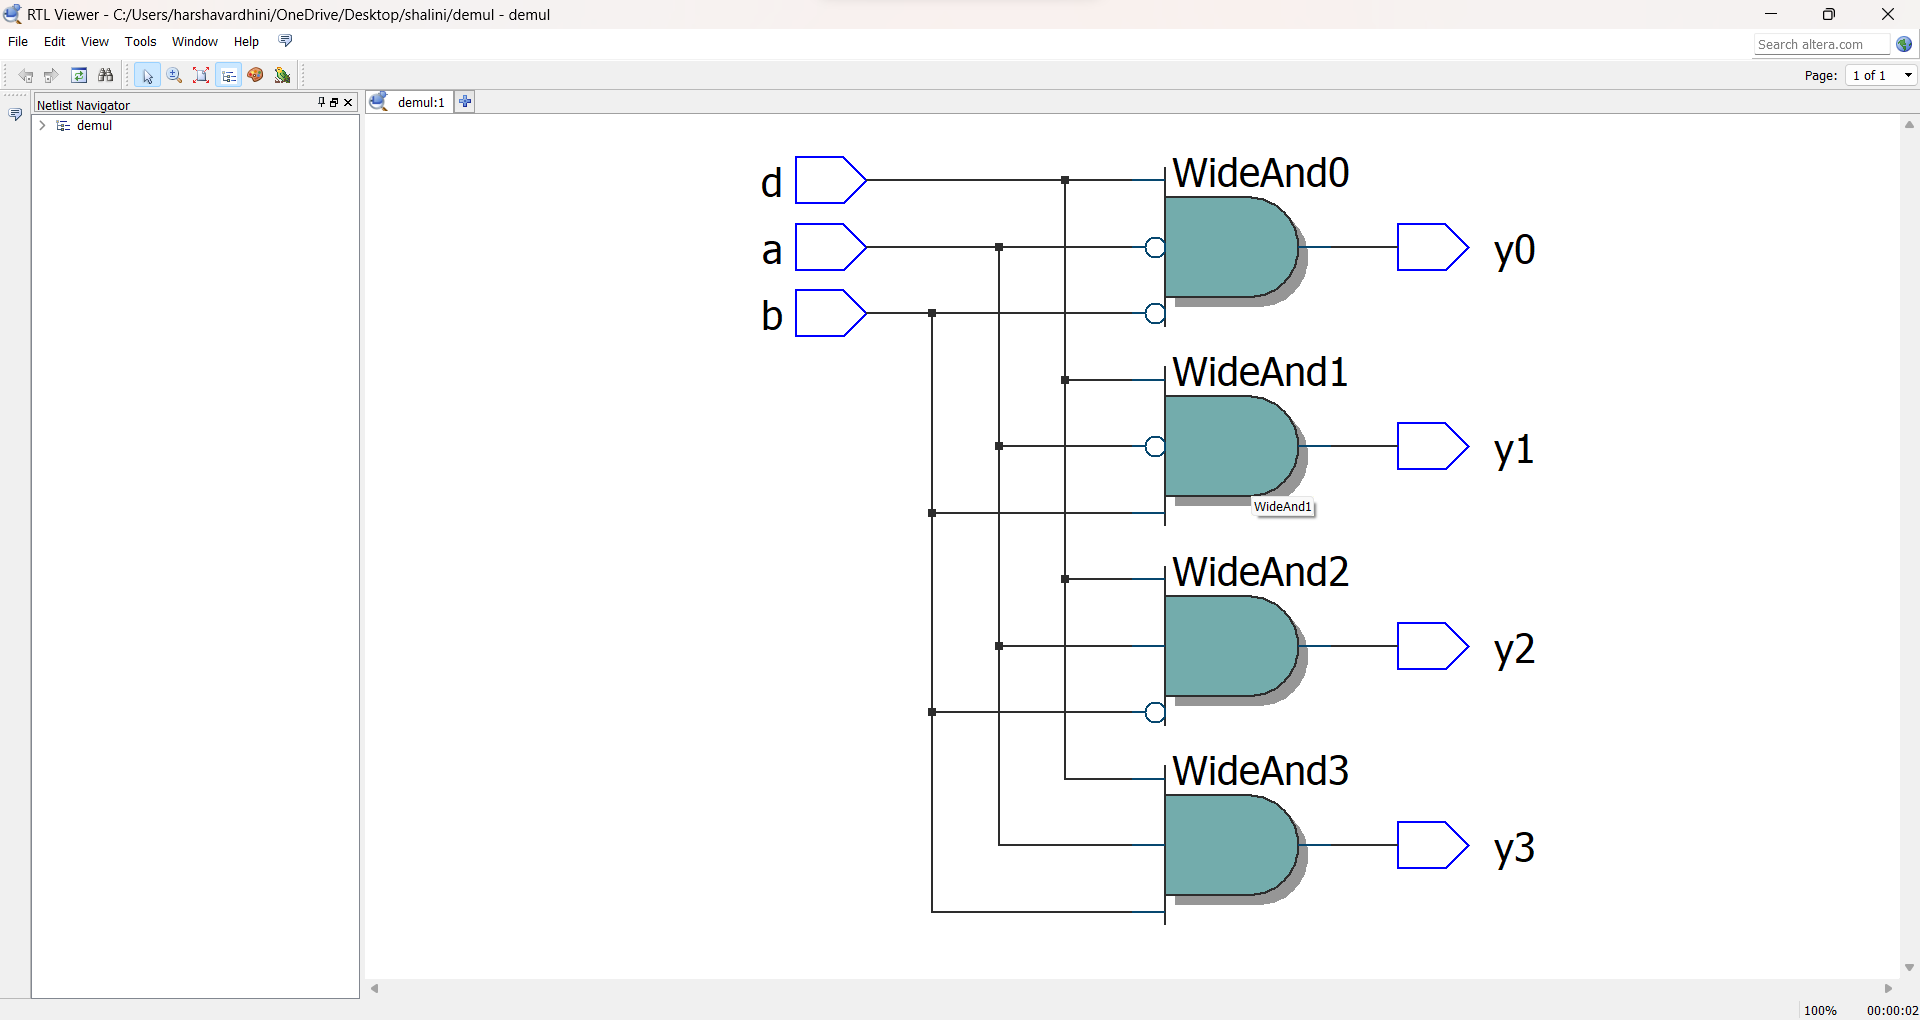 RTL Viewer - C:/Users/harshavardhini/OneDrive/Desktop/shalini/demul - demul
File Edit View Tools Window Help
Search altera.com
Page: 1 of 1
Netlist Navigator
demul:1
demul
d
WideAnd0
a
y0
b
WideAnd1
y1
WideAnd1
WideAnd2
y2
WideAnd3
y3
100% 00:00:02